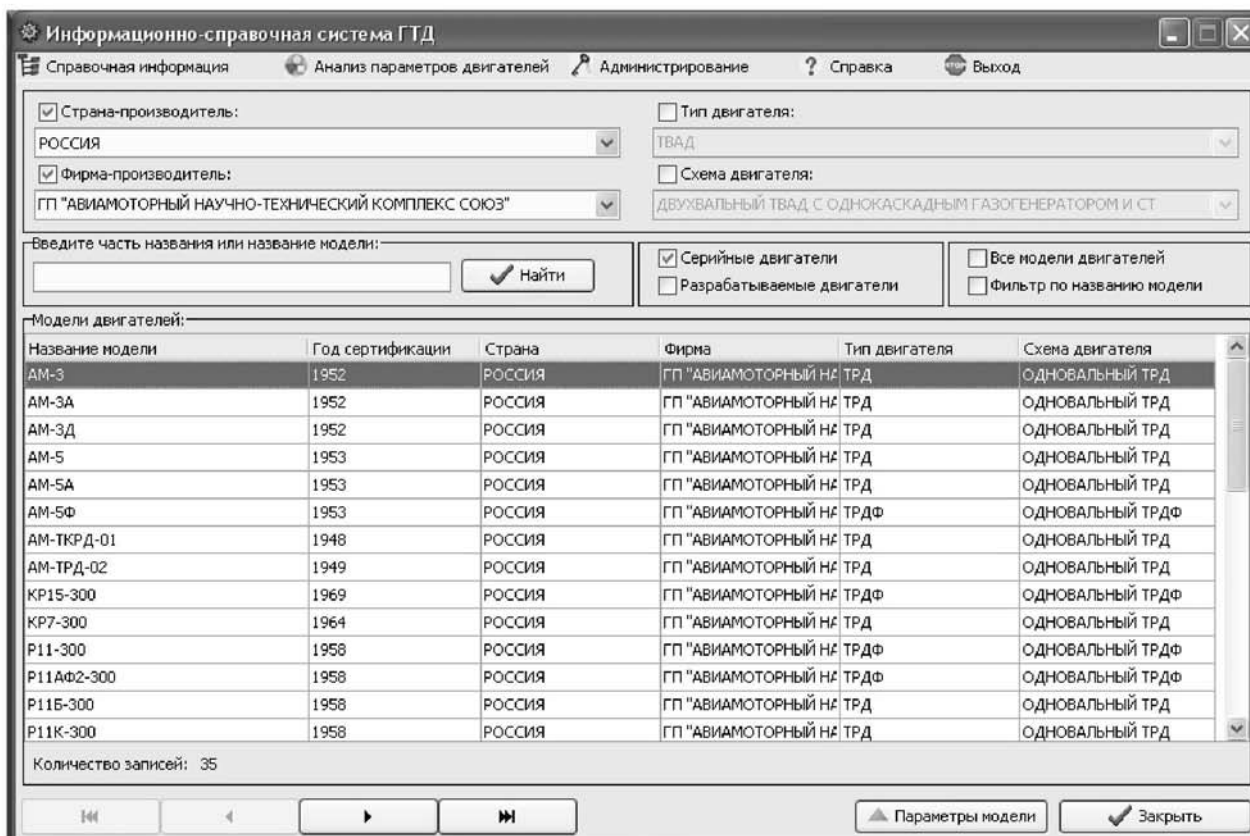 Информационно-справочная система ГТД
Справочная информация Анализ параметров двигателей Администрирование ? Справка STOP Выход
Страна-производитель: Тип двигателя:
РОССИЯ ТВАД
Фирма-производитель: Схема двигателя:
ГП "АВИАМОТОРНЫЙ НАУЧНО-ТЕХНИЧЕСКИЙ КОМПЛЕКС СОЮЗ" ДВУХВАЛЬНЫЙ ТВАД С ОДНОКАСКАДНЫМ ГАЗОГЕНЕРАТОРОМ И СТ
Введите часть названия или название модели:
Найти
Серийные двигатели Все модели двигателей
Разрабатываемые двигатели Фильтр по названию модели
Модели двигателей:
Название модели Год сертификации Страна Фирма Тип двигателя Схема двигателя
АМ-3 1952 РОССИЯ ГП "АВИАМОТОРНЫЙ НА ТРД ОДНОВАЛЬНЫЙ ТРД
АМ-3А 1952 РОССИЯ ГП "АВИАМОТОРНЫЙ НА ТРД ОДНОВАЛЬНЫЙ ТРД
АМ-3Д 1952 РОССИЯ ГП "АВИАМОТОРНЫЙ НА ТРД ОДНОВАЛЬНЫЙ ТРД
АМ-5 1953 РОССИЯ ГП "АВИАМОТОРНЫЙ НА ТРД ОДНОВАЛЬНЫЙ ТРД
АМ-5А 1953 РОССИЯ ГП "АВИАМОТОРНЫЙ НА ТРД ОДНОВАЛЬНЫЙ ТРД
АМ-5Ф 1953 РОССИЯ ГП "АВИАМОТОРНЫЙ НА ТРДФ ОДНОВАЛЬНЫЙ ТРДФ
АМ-ТКРД-01 1948 РОССИЯ ГП "АВИАМОТОРНЫЙ НА ТРД ОДНОВАЛЬНЫЙ ТРД
АМ-ТРД-02 1949 РОССИЯ ГП "АВИАМОТОРНЫЙ НА ТРД ОДНОВАЛЬНЫЙ ТРД
КР15-300 1969 РОССИЯ ГП "АВИАМОТОРНЫЙ НА ТРДФ ОДНОВАЛЬНЫЙ ТРДФ
КР7-300 1964 РОССИЯ ГП "АВИАМОТОРНЫЙ НА ТРД ОДНОВАЛЬНЫЙ ТРД
Р11-300 1958 РОССИЯ ГП "АВИАМОТОРНЫЙ НА ТРДФ ОДНОВАЛЬНЫЙ ТРДФ
Р11АФ2-300 1958 РОССИЯ ГП "АВИАМОТОРНЫЙ НА ТРДФ ОДНОВАЛЬНЫЙ ТРДФ
Р11Б-300 1958 РОССИЯ ГП "АВИАМОТОРНЫЙ НА ТРД ОДНОВАЛЬНЫЙ ТРД
Р11К-300 1958 РОССИЯ ГП "АВИАМОТОРНЫЙ НА ТРД ОДНОВАЛЬНЫЙ ТРД
Количество записей: 35
Параметры модели Закрыть